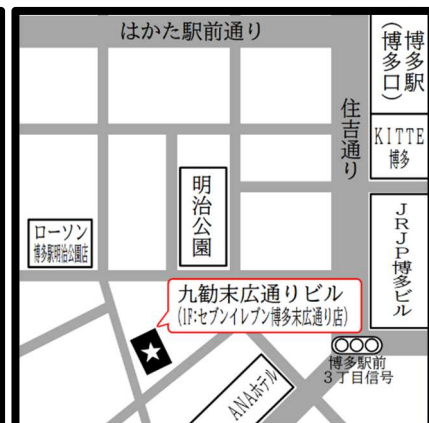 はかた駅前通り
博多駅
(博多口)
住吉通り
KITTE
博多
明治公園
ローソン
博多駅明治公園店
JRJP博多ビル
九勧末広通りビル
(1F:セブンイレブン博多末広通り店)
博多駅前
3丁目信号
ANAホテル